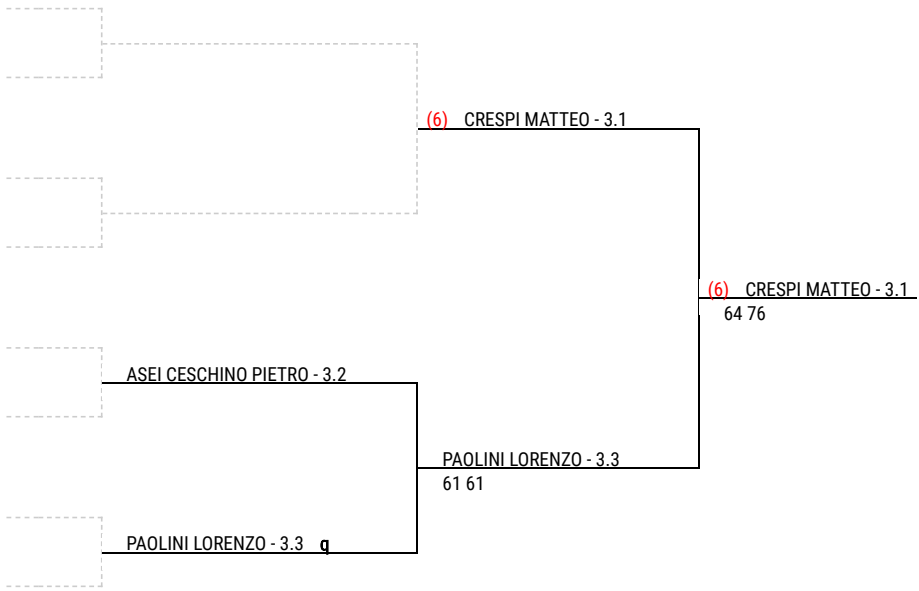 (6) CRESPI MATTEO - 3.1
(6) CRESPI MATTEO - 3.1
64 76
ASEI CESCHINO PIETRO - 3.2
PAOLINI LORENZO - 3.3
61 61
PAOLINI LORENZO - 3.3 q